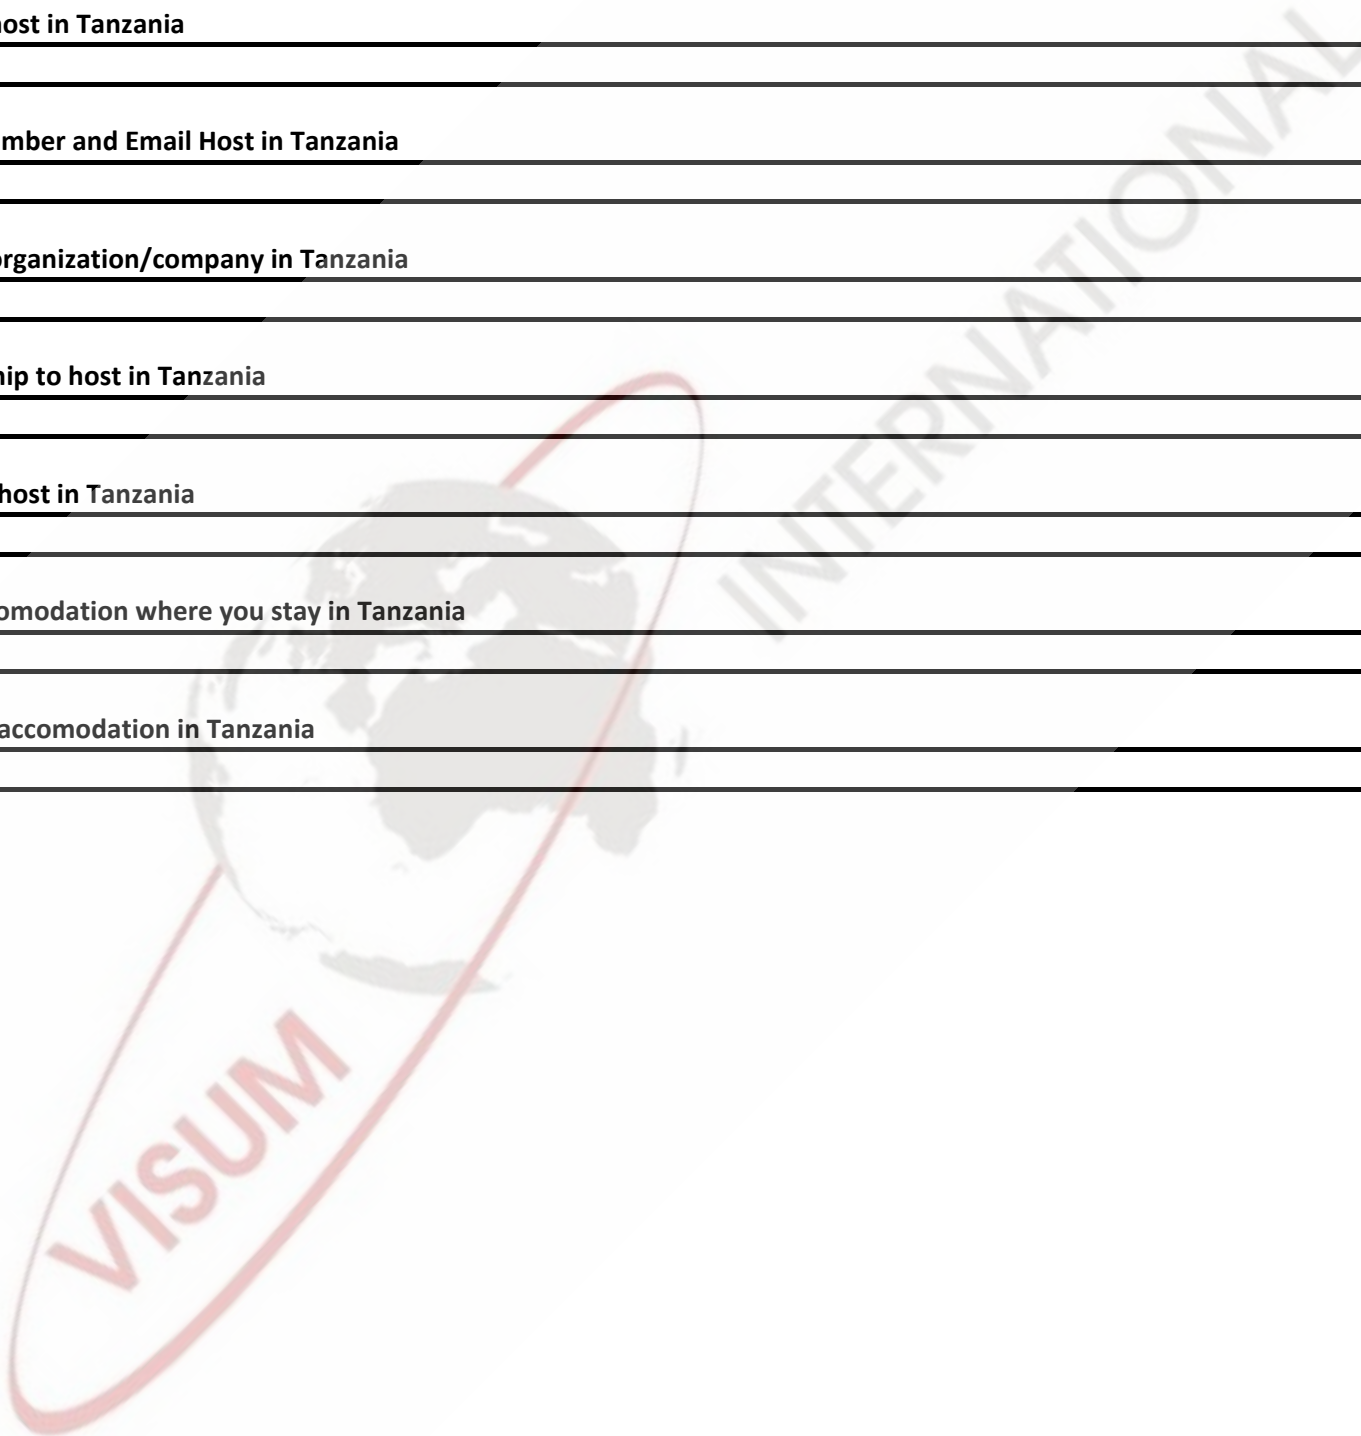 host in Tanzania
mber and Email Host in Tanzania
organization/company in Tanzania
hip to host in Tanzania
host in Tanzania
omodation where you stay in Tanzania
accomodation in Tanzania
INTERNATIONAL
VISUM